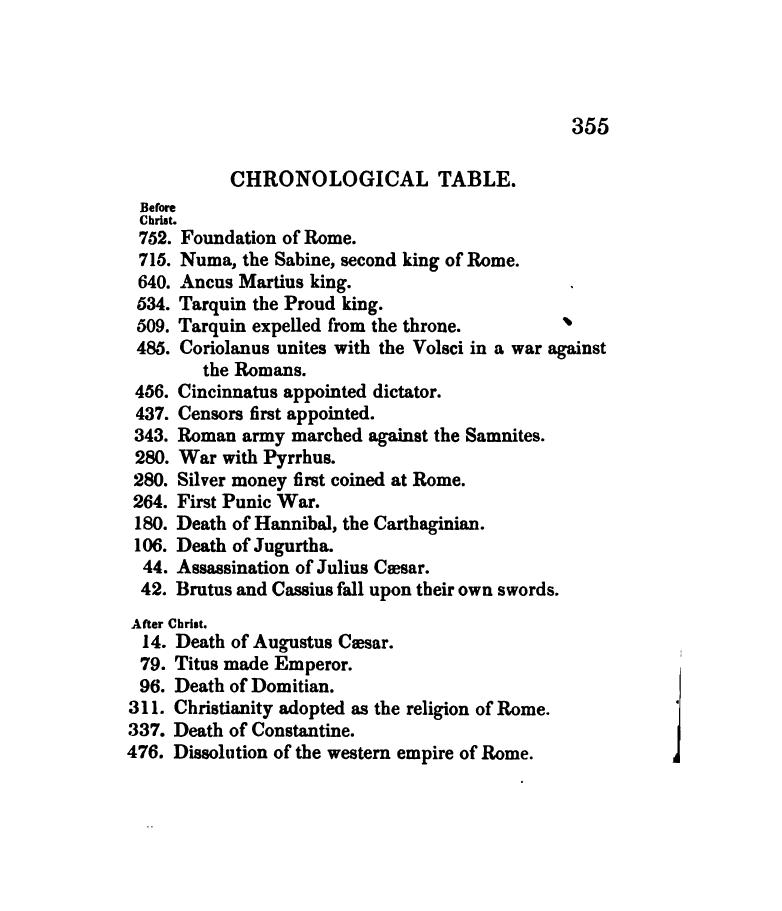 355
CHRONOLOGICAL TABLE.
Before
Christ.
752. Foundation of Rome.
715. Numa, the Sabine, second king of Rome.
640. Ancus Martius king.
534. Tarquin the Proud king.
509. Tarquin expelled from the throne.
485. Coriolanus unites with the Volsci in a war against
the Romans.
456. Cincinnatus appointed dictator.
437. Censors first appointed.
343. Roman army marched against the Samnites.
280. War with Pyrrhus.
280. Silver money first coined at Rome.
264. First Punic War.
180. Death of Hannibal, the Carthaginian.
106. Death of Jugurtha.
44. Assassination of Julius Cæsar.
42. Brutus and Cassius fall upon their own swords.
After Christ.
14. Death of Augustus Cæsar.
79. Titus made Emperor.
96. Death of Domitian.
311. Christianity adopted as the religion of Rome.
337. Death of Constantine.
476. Dissolution of the western empire of Rome.